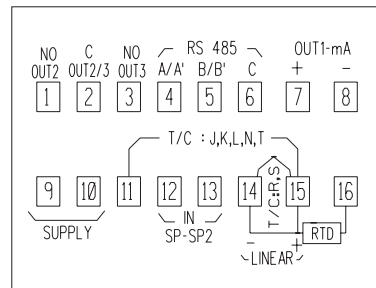 NO C NO RS 485 OUT1-mA
OUT2 OUT2/3 OUT3 A/A' B/B' C + -
1 2 3 4 5 6 7 8
T/C : J,K,L,N,T
9 10 11 12 13 14 15 16
T/C:R,S
SUPPLY IN - + RTD
SP-SP2 LINEAR